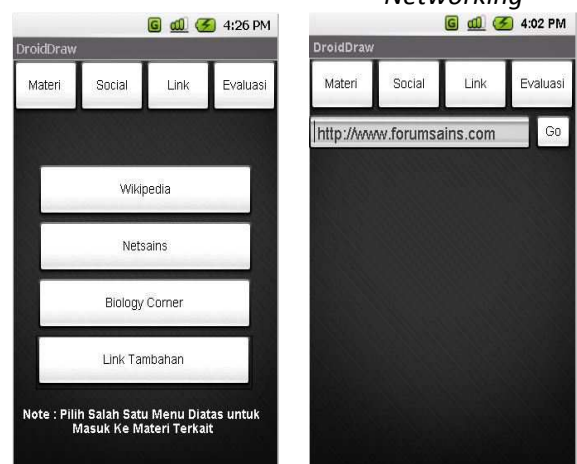 Networking
4:26 PM
DroidDraw
Materi Social Link Evaluasi
Wikipedia
Netsains
Biology Corner
Link Tambahan
Note : Pilih Salah Satu Menu Diatas untuk
Masuk Ke Materi Terkait
4:02 PM
DroidDraw
Materi Social Link Evaluasi
http://www.forumsains.com Go